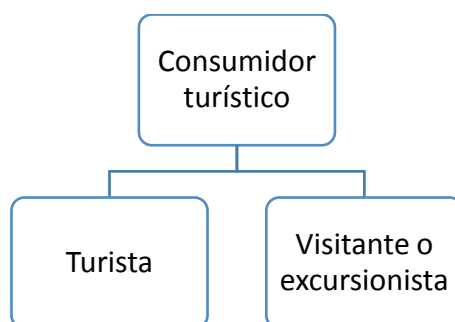 Consumidor
turístico
Turista
Visitante o
excursionista